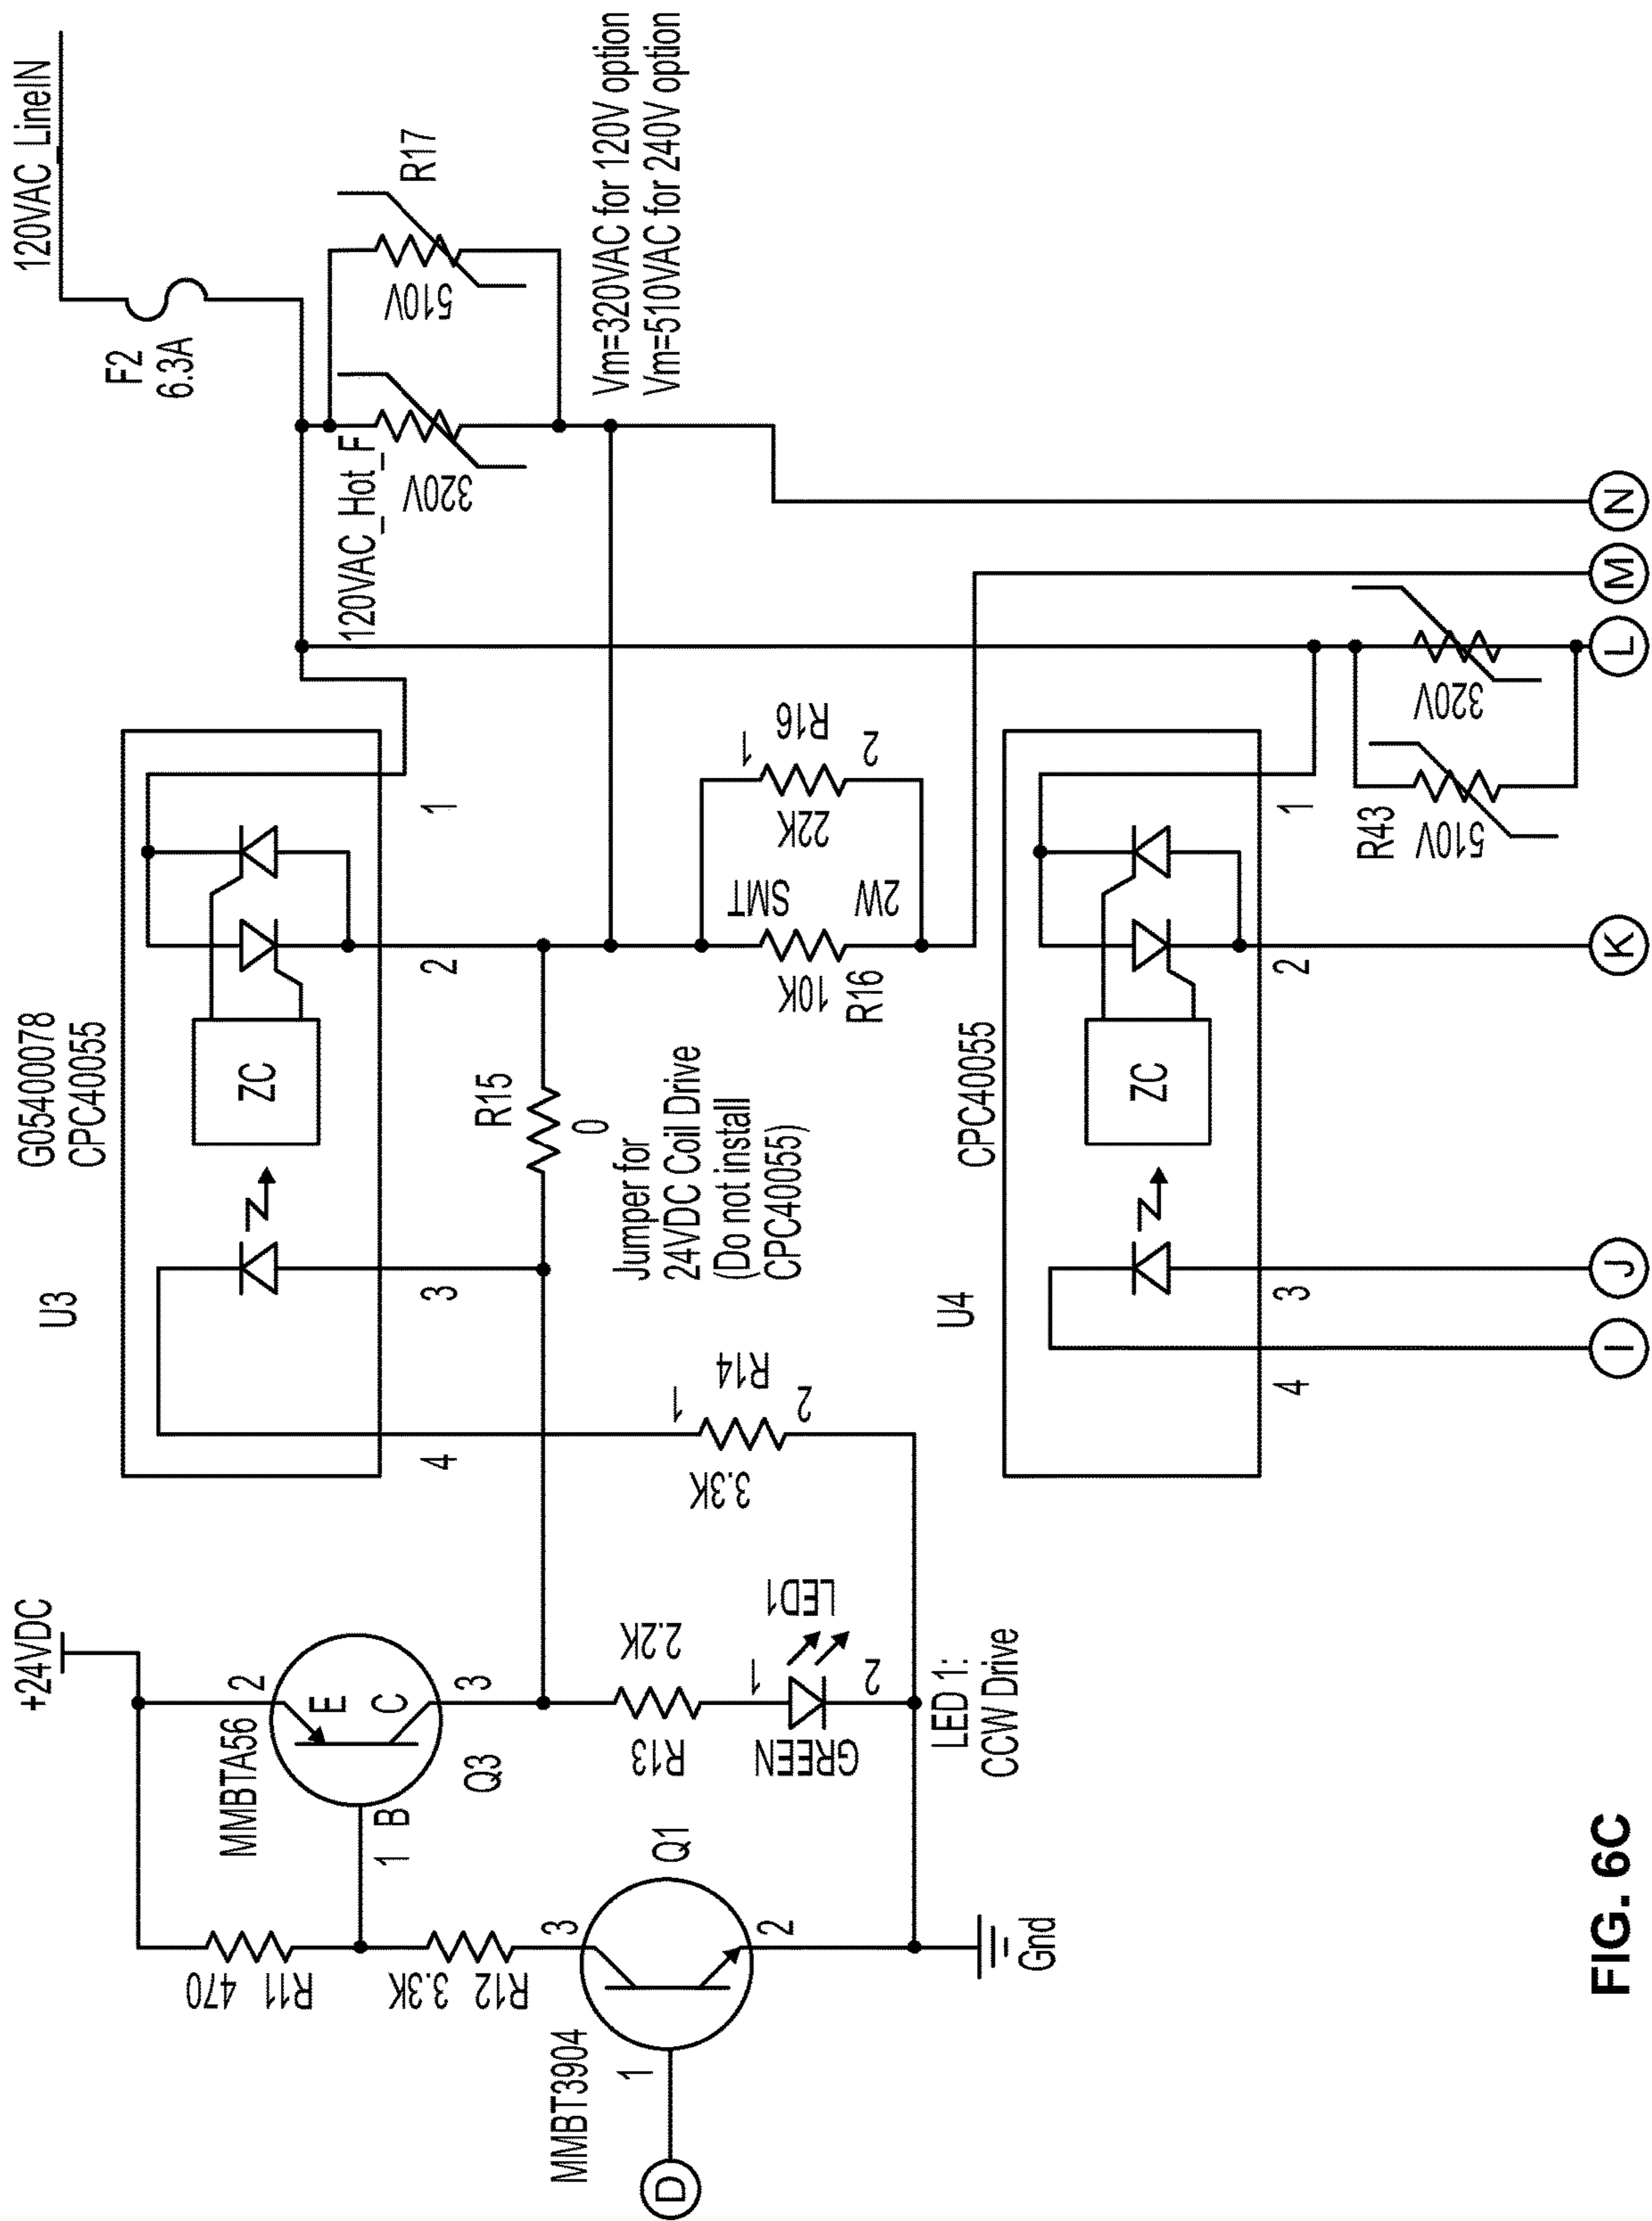 120VAC_LineIN
F2
6.3A
R17
510V
320V
120VAC_Hot_F
Vm=320VAC for 120V option
Vm=510VAC for 240V option
G05400078
CPC40055
U3
ZC
1
2
3
4
R15
0
Jumper for
24VDC Coil Drive
(Do not install
CPC40055)
1
R16
2
22K
SMT
2W
10K
R16
+24VDC
2
MMBTA56
E
C
3
Q3
1
B
R11
470
R12
3.3K
3
Q1
MMBT3904
1
2
D
Gnd
R13
2.2K
1
LED1
2
GREEN
LED 1:
CCW Drive
1
R14
2
3.3K
U4
CPC40055
ZC
1
2
3
4
R43
510V
320V
I
J
K
L
M
N
FIG. 6C